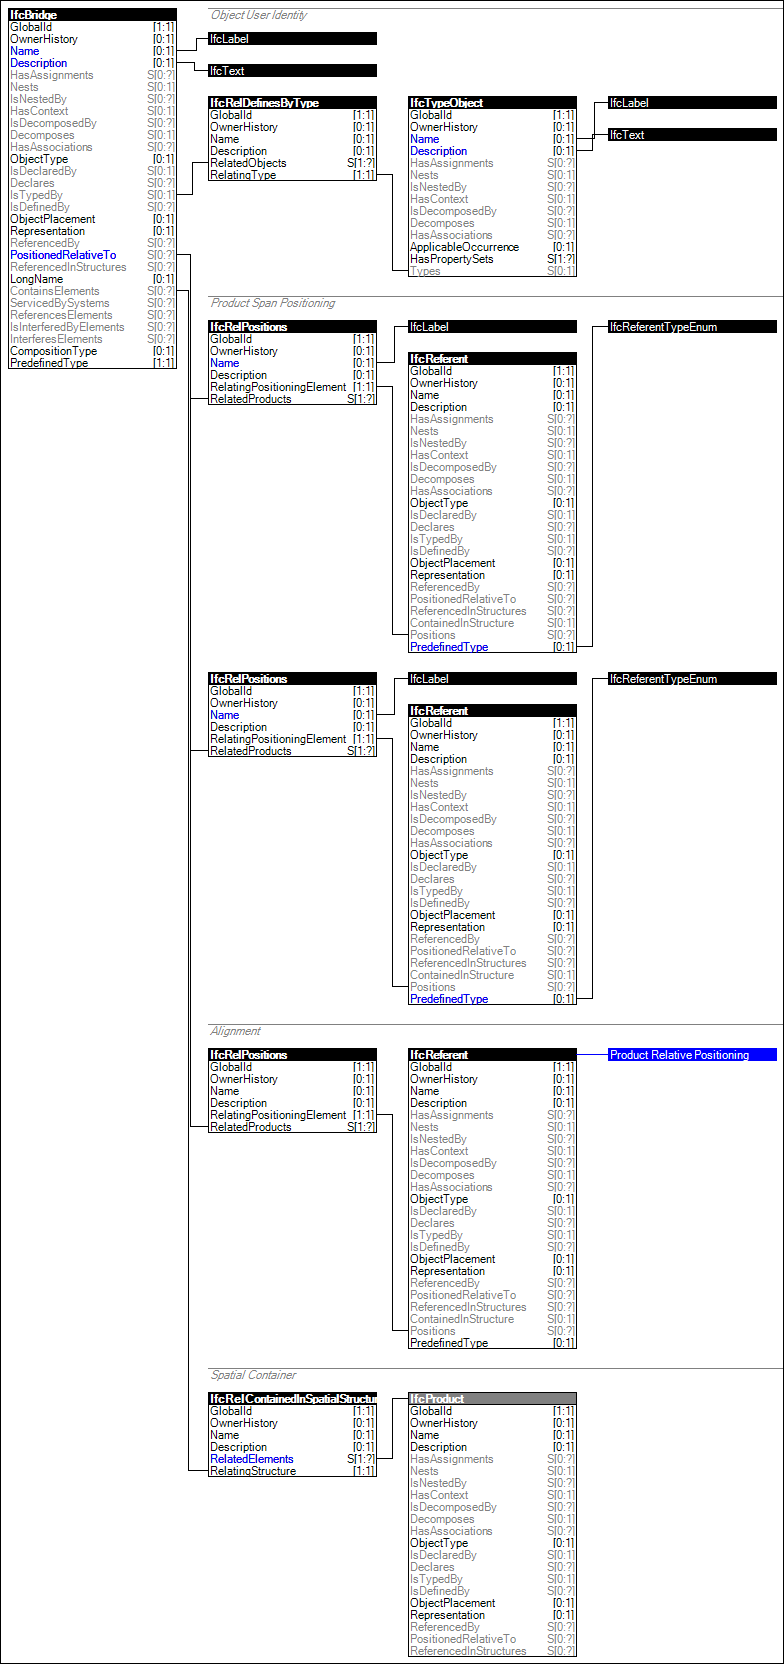 IfcBridge
GlobalId [1:1]
OwnerHistory [0:1]
Name [0:1]
Description [0:1]
HasAssignments S[0:?]
Nests S[0:1]
IsNestedBy S[0:?]
HasContext S[0:1]
IsDecomposedBy S[0:?]
Decomposes S[0:1]
HasAssociations S[0:?]
ObjectType [0:1]
IsDeclaredBy S[0:1]
Declares S[0:?]
IsTypedBy S[0:1]
IsDefinedBy S[0:?]
ObjectPlacement [0:1]
Representation [0:1]
ReferencedBy S[0:?]
PositionedRelativeTo S[0:?]
ReferencedInStructures S[0:?]
LongName [0:1]
ContainsElements S[0:?]
ServicedBySystems S[0:?]
ReferencesElements S[0:?]
IsInterferedByElements S[0:?]
InterferesElements S[0:?]
CompositionType [0:1]
PredefinedType [1:1]
Object User Identity
IfcLabel
IfcText
IfcRelDefinesByType
GlobalId [1:1]
OwnerHistory [0:1]
Name [0:1]
Description [0:1]
RelatedObjects S[1:?]
RelatingType [1:1]
IfcTypeObject
GlobalId [1:1]
OwnerHistory [0:1]
Name [0:1]
Description [0:1]
HasAssignments S[0:?]
Nests S[0:1]
IsNestedBy S[0:?]
HasContext S[0:1]
IsDecomposedBy S[0:?]
Decomposes S[0:1]
HasAssociations S[0:?]
ApplicableOccurrence [0:1]
HasPropertySets S[1:?]
Types S[0:1]
IfcLabel
IfcText
Product Span Positioning
IfcRelPositions
GlobalId [1:1]
OwnerHistory [0:1]
Name [0:1]
Description [0:1]
RelatingPositioningElement [1:1]
RelatedProducts S[1:?]
IfcLabel
IfcReferent
GlobalId [1:1]
OwnerHistory [0:1]
Name [0:1]
Description [0:1]
HasAssignments S[0:?]
Nests S[0:1]
IsNestedBy S[0:?]
HasContext S[0:1]
IsDecomposedBy S[0:?]
Decomposes S[0:1]
HasAssociations S[0:?]
ObjectType [0:1]
IsDeclaredBy S[0:1]
Declares S[0:?]
IsTypedBy S[0:1]
IsDefinedBy S[0:?]
ObjectPlacement [0:1]
Representation [0:1]
ReferencedBy S[0:?]
PositionedRelativeTo S[0:?]
ReferencedInStructures S[0:?]
ContainedInStructure S[0:1]
Positions S[0:?]
PredefinedType [0:1]
IfcReferentTypeEnum
IfcRelPositions
GlobalId [1:1]
OwnerHistory [0:1]
Name [0:1]
Description [0:1]
RelatingPositioningElement [1:1]
RelatedProducts S[1:?]
IfcLabel
IfcReferent
GlobalId [1:1]
OwnerHistory [0:1]
Name [0:1]
Description [0:1]
HasAssignments S[0:?]
Nests S[0:1]
IsNestedBy S[0:?]
HasContext S[0:1]
IsDecomposedBy S[0:?]
Decomposes S[0:1]
HasAssociations S[0:?]
ObjectType [0:1]
IsDeclaredBy S[0:1]
Declares S[0:?]
IsTypedBy S[0:1]
IsDefinedBy S[0:?]
ObjectPlacement [0:1]
Representation [0:1]
ReferencedBy S[0:?]
PositionedRelativeTo S[0:?]
ReferencedInStructures S[0:?]
ContainedInStructure S[0:1]
Positions S[0:?]
PredefinedType [0:1]
IfcReferentTypeEnum
Alignment
IfcRelPositions
GlobalId [1:1]
OwnerHistory [0:1]
Name [0:1]
Description [0:1]
RelatingPositioningElement [1:1]
RelatedProducts S[1:?]
IfcReferent
GlobalId [1:1]
OwnerHistory [0:1]
Name [0:1]
Description [0:1]
HasAssignments S[0:?]
Nests S[0:1]
IsNestedBy S[0:?]
HasContext S[0:1]
IsDecomposedBy S[0:?]
Decomposes S[0:1]
HasAssociations S[0:?]
ObjectType [0:1]
IsDeclaredBy S[0:1]
Declares S[0:?]
IsTypedBy S[0:1]
IsDefinedBy S[0:?]
ObjectPlacement [0:1]
Representation [0:1]
ReferencedBy S[0:?]
PositionedRelativeTo S[0:?]
ReferencedInStructures S[0:?]
ContainedInStructure S[0:1]
Positions S[0:?]
PredefinedType [0:1]
Product Relative Positioning
Spatial Container
IfcRelContainedInSpatialStructur
GlobalId [1:1]
OwnerHistory [0:1]
Name [0:1]
Description [0:1]
RelatedElements S[1:?]
RelatingStructure [1:1]
IfcProduct
GlobalId [1:1]
OwnerHistory [0:1]
Name [0:1]
Description [0:1]
HasAssignments S[0:?]
Nests S[0:1]
IsNestedBy S[0:?]
HasContext S[0:1]
IsDecomposedBy S[0:?]
Decomposes S[0:1]
HasAssociations S[0:?]
ObjectType [0:1]
IsDeclaredBy S[0:1]
Declares S[0:?]
IsTypedBy S[0:1]
IsDefinedBy S[0:?]
ObjectPlacement [0:1]
Representation [0:1]
ReferencedBy S[0:?]
PositionedRelativeTo S[0:?]
ReferencedInStructures S[0:?]